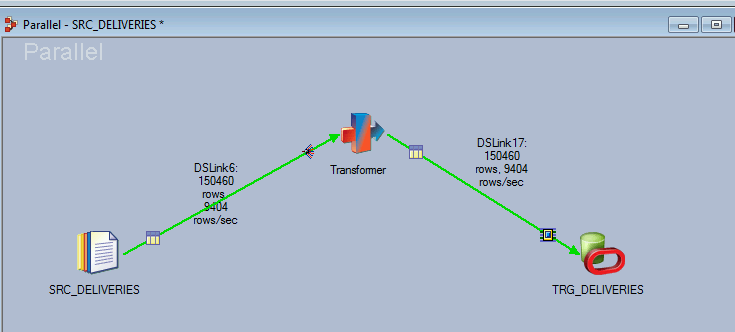 Parallel - SRC_DELIVERIES *
Parallel
DSLink6:
150460
rows,
9404
rows/sec
Transformer
DSLink17:
150460
rows, 9404
rows/sec
SRC_DELIVERIES
TRG_DELIVERIES